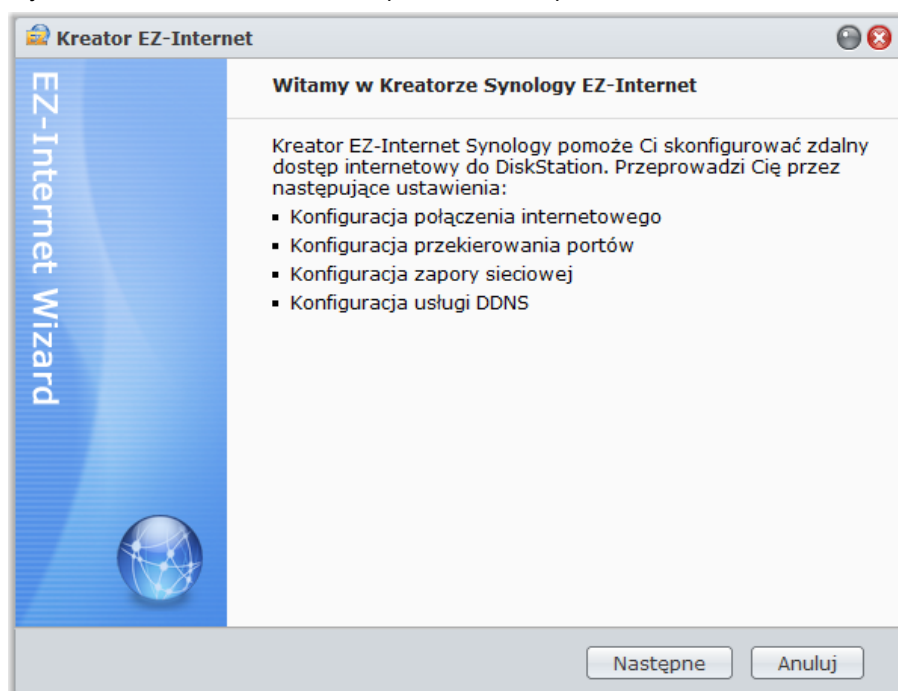 Kreator EZ-Internet
EZ-Internet Wizard
Witamy w Kreatorze Synology EZ-Internet
Kreator EZ-Internet Synology pomoże Ci skonfigurować zdalny
dostęp internetowy do DiskStation. Przeprowadzi Cię przez
następujące ustawienia:
▪ Konfiguracja połączenia internetowego
▪ Konfiguracja przekierowania portów
▪ Konfiguracja zapory sieciowej
▪ Konfiguracja usługi DDNS
Następne
Anuluj